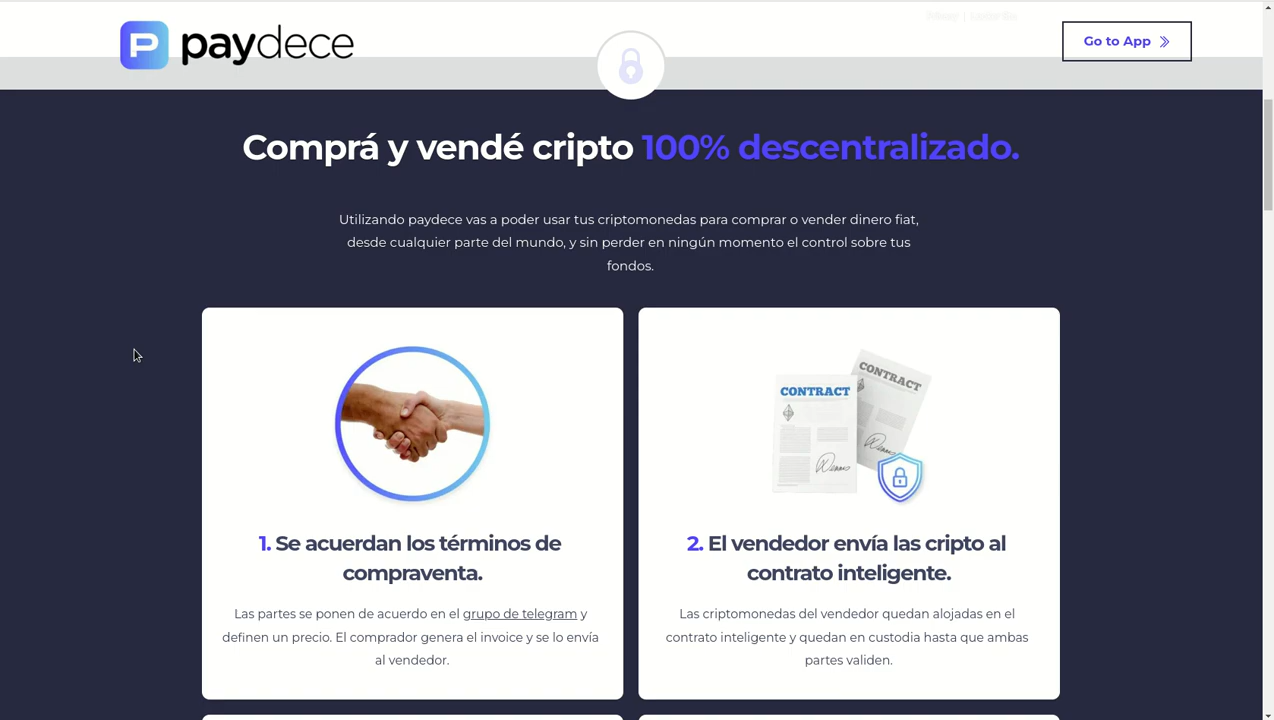 paydece
Go to App
Comprá y vendé cripto 100% descentralizado.
Utilizando paydece vas a poder usar tus criptomonedas para comprar o vender dinero fiat,
desde cualquier parte del mundo, y sin perder en ningún momento el control sobre tus
fondos.
CONTRACT
CONTRACT
1. Se acuerdan los términos de
compraventa.
Las partes se ponen de acuerdo en el grupo de telegram y
definen un precio. El comprador genera el invoice y se lo envía
al vendedor.
2. El vendedor envía las cripto al
contrato inteligente.
Las criptomonedas del vendedor quedan alojadas en el
contrato inteligente y quedan en custodia hasta que ambas
partes validen.